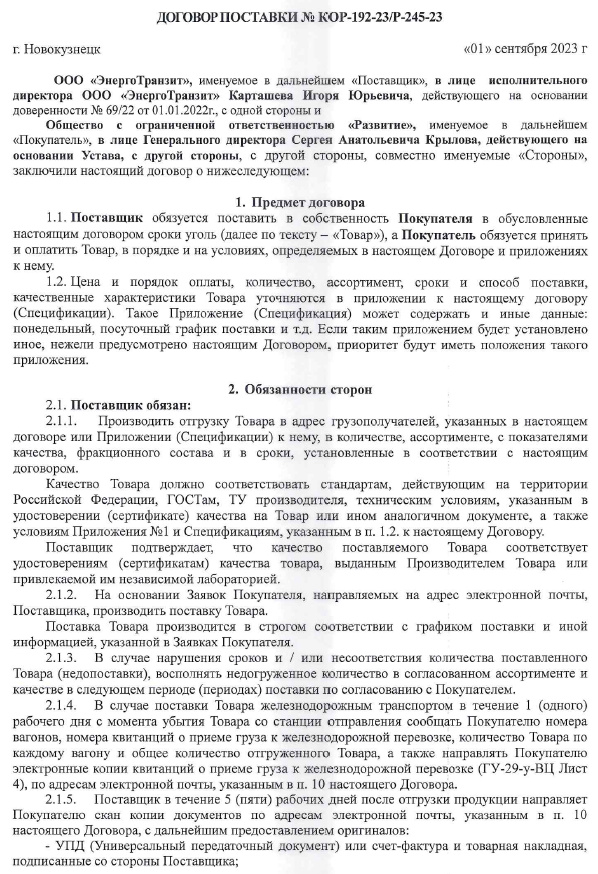 ДОГОВОР ПОСТАВКИ № КОР-192-23/Р-245-23
г. Новокузнецк «01» сентября 2023 г
ООО «ЭнергоТранзит», именуемое в дальнейшем «Поставщик», в лице исполнительного
директора ООО «ЭнергоТранзит» Карташева Игоря Юрьевича, действующего на основании
доверенности № 69/22 от 01.01.2022г., с одной стороны и
Общество с ограниченной ответственностью «Развитие», именуемое в дальнейшем
«Покупатель», в лице Генерального директора Сергея Анатольевича Крылова, действующего на
основании Устава, с другой стороны, с другой стороны, совместно именуемые «Стороны»,
заключили настоящий договор о нижеследующем:
1. Предмет договора
1.1. Поставщик обязуется поставить в собственность Покупателя в обусловленные
настоящим договором сроки уголь (далее по тексту – «Товар»), а Покупатель обязуется принять
и оплатить Товар, в порядке и на условиях, определяемых в настоящем Договоре и приложениях
к нему.
1.2. Цена и порядок оплаты, количество, ассортимент, сроки и способ поставки,
качественные характеристики Товара уточняются в приложении к настоящему договору
(Спецификации). Такое Приложение (Спецификация) может содержать и иные данные:
понедельный, посуточный график поставки и т.д. Если таким приложением будет установлено
иное, нежели предусмотрено настоящим Договором, приоритет будут иметь положения такого
приложения.
2. Обязанности сторон
2.1. Поставщик обязан:
2.1.1. Производить отгрузку Товара в адрес грузополучателей, указанных в настоящем
договоре или Приложении (Спецификации) к нему, в количестве, ассортименте, с показателями
качества, фракционного состава и в сроки, установленные в соответствии с настоящим
договором.
Качество Товара должно соответствовать стандартам, действующим на территории
Российской Федерации, ГОСТам, ТУ производителя, техническим условиям, указанным в
удостоверении (сертификате) качества на Товар или ином аналогичном документе, а также
условиям Приложения №1 и Спецификациям, указанным в п. 1.2. к настоящему Договору.
Поставщик подтверждает, что качество поставляемого Товара соответствует
удостоверениям (сертификатам) качества товара, выданным Производителем Товара или
привлекаемой им независимой лабораторией.
2.1.2. На основании Заявок Покупателя, направляемых на адрес электронной почты,
Поставщика, производить поставку Товара.
Поставка Товара производится в строгом соответствии с графиком поставки и иной
информацией, указанной в Заявках Покупателя.
2.1.3. В случае нарушения сроков и / или несоответствия количества поставленного
Товара (недопоставки), восполнять недогруженное количество в согласованном ассортименте и
качестве в следующем периоде (периодах) поставки по согласованию с Покупателем.
2.1.4. В случае поставки Товара железнодорожным транспортом в течение 1 (одного)
рабочего дня с момента убытия Товара со станции отправления сообщать Покупателю номера
вагонов, номера квитанций о приеме груза к железнодорожной перевозке, количество Товара по
каждому вагону и общее количество отгруженного Товара, а также направлять Покупателю
электронные копии квитанций о приеме груза к железнодорожной перевозке (ГУ-29-у-ВЦ Лист
4), по адресам электронной почты, указанным в п. 10 настоящего Договора.
2.1.5. Поставщик в течение 5 (пяти) рабочих дней после отгрузки продукции направляет
Покупателю скан копии документов по адресам электронной почты, указанным в п. 10
настоящего Договора, с дальнейшим предоставлением оригиналов:
- УПД (Универсальный передаточный документ) или счет-фактура и товарная накладная,
подписанные со стороны Поставщика;